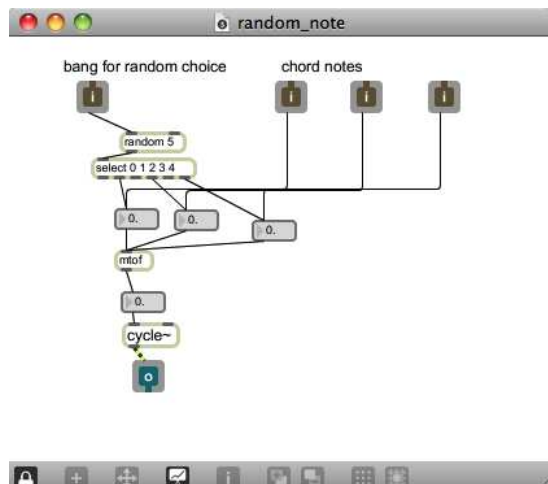 random_note
bang for random choice
chord notes
i
i
i
i
random 5
select 0 1 2 3 4
0.
0.
0.
mtof
0.
cycle~
o
i